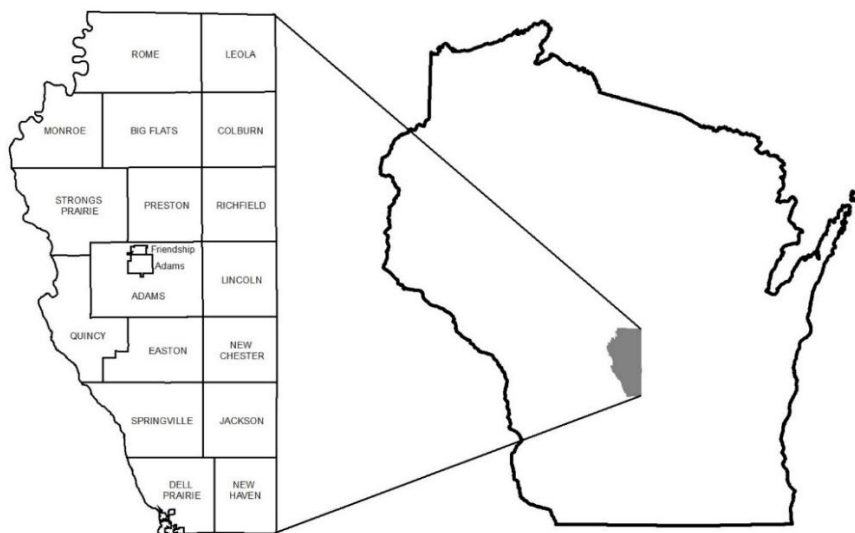 ROME
LEOLA
MONROE
BIG FLATS
COLBURN
STRONGS
PRAIRIE
PRESTON
RICHFIELD
Friendship
Adams
ADAMS
LINCOLN
QUINCY
EASTON
NEW
CHESTER
SPRINGVILLE
JACKSON
DELL
PRAIRIE
NEW
HAVEN